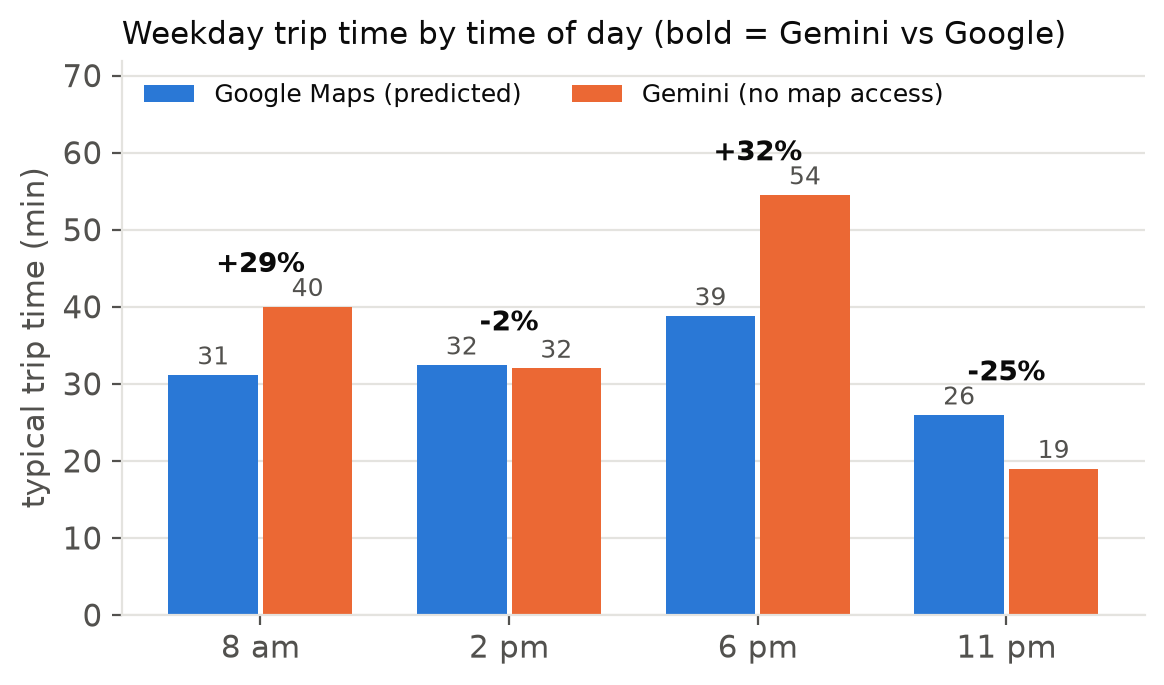 Weekday trip time by time of day (bold = Gemini vs Google)
Google Maps (predicted)
Gemini (no map access)
typical trip time (min)
70
60
50
40
30
20
10
0
+29%
31
40
-2%
32
32
+32%
39
54
-25%
26
19
8 am
2 pm
6 pm
11 pm